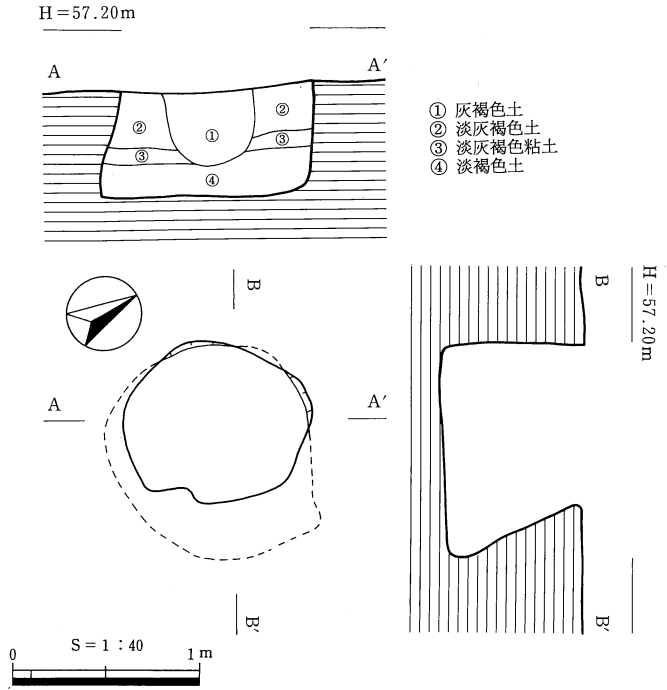 H=57.20m
A
A′
②
②
①
③
③
④
① 灰褐色土
② 淡灰褐色土
③ 淡灰褐色粘土
④ 淡褐色土
B
B
H=57.20m
A
A′
B′
B′
S=1:40
0
1m